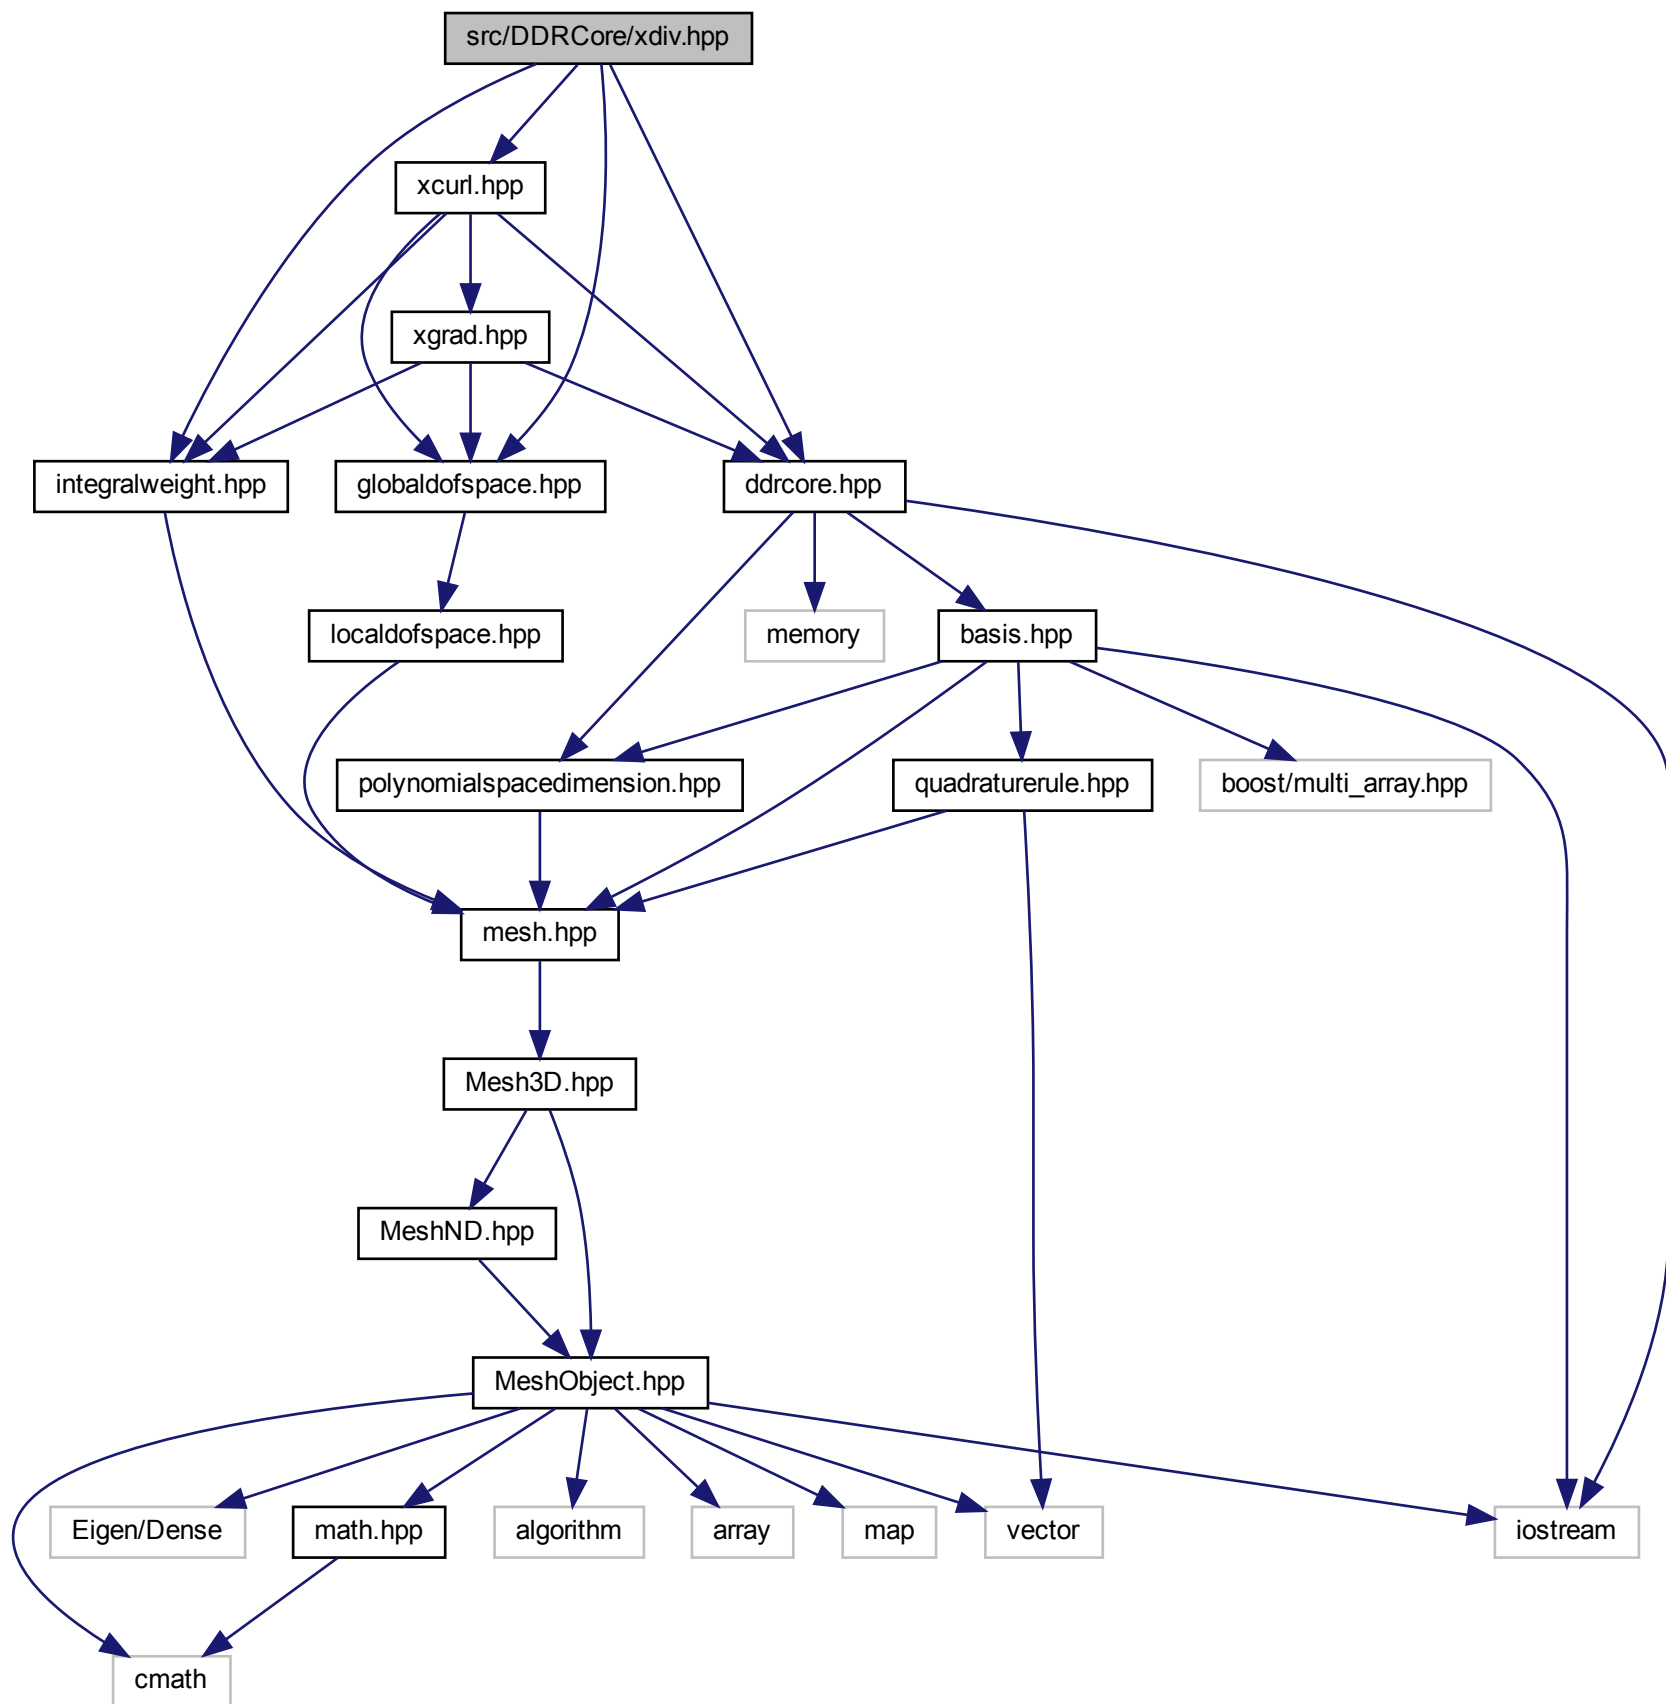 src/DDRCore/xdiv.hpp
xcurl.hpp
xgrad.hpp
integralweight.hpp
globaldofspace.hpp
ddrcore.hpp
localdofspace.hpp
memory
basis.hpp
polynomialspacedimension.hpp
quadraturerule.hpp
boost/multi_array.hpp
mesh.hpp
Mesh3D.hpp
MeshND.hpp
MeshObject.hpp
Eigen/Dense
math.hpp
algorithm
array
map
vector
iostream
cmath